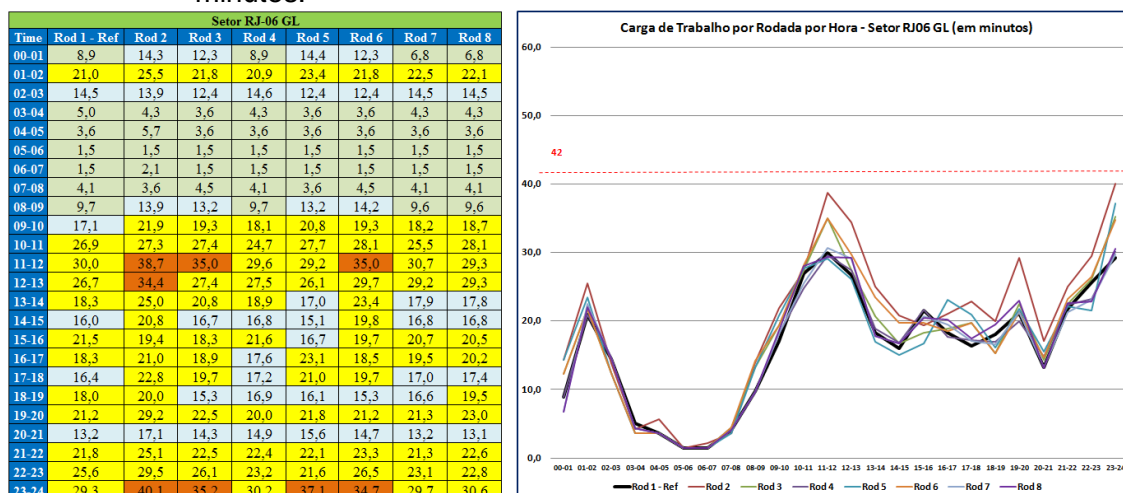 minutos.
Setor RJ-06 GL
Time Rod 1 - Ref Rod 2 Rod 3 Rod 4 Rod 5 Rod 6 Rod 7 Rod 8
00-01 8,9 14,3 12,3 8,9 14,4 12,3 6,8 6,8
01-02 21,0 25,5 21,8 20,9 23,4 21,8 22,5 22,1
02-03 14,5 13,9 12,4 14,6 12,4 12,4 14,5 14,5
03-04 5,0 4,3 3,6 4,3 3,6 3,6 4,3 4,3
04-05 3,6 5,7 3,6 3,6 3,6 3,6 3,6 3,6
05-06 1,5 1,5 1,5 1,5 1,5 1,5 1,5 1,5
06-07 1,5 2,1 1,5 1,5 1,5 1,5 1,5 1,5
07-08 4,1 3,6 4,5 4,1 3,6 4,5 4,1 4,1
08-09 9,7 13,9 13,2 9,7 13,2 14,2 9,6 9,6
09-10 17,1 21,9 19,3 18,1 20,8 19,3 18,2 18,7
10-11 26,9 27,3 27,4 24,7 27,7 28,1 25,5 28,1
11-12 30,0 38,7 35,0 29,6 29,2 35,0 30,7 29,3
12-13 26,7 34,4 27,4 27,5 26,1 29,7 29,2 29,3
13-14 18,3 25,0 20,8 18,9 17,0 23,4 17,9 17,8
14-15 16,0 20,8 16,7 16,8 15,1 19,8 16,8 16,8
15-16 21,5 19,4 18,3 21,6 16,7 19,7 20,7 20,5
16-17 18,3 21,0 18,9 17,6 23,1 18,5 19,5 20,2
17-18 16,4 22,8 19,7 17,2 21,0 19,7 17,0 17,4
18-19 18,0 20,0 15,3 16,9 16,1 15,3 16,6 19,5
19-20 21,2 29,2 22,5 20,0 21,8 21,2 21,3 23,0
20-21 13,2 17,1 14,3 14,9 15,6 14,7 13,2 13,1
21-22 21,8 25,1 22,5 22,4 22,1 23,3 21,3 22,6
22-23 25,6 29,5 26,1 23,2 21,6 26,5 23,1 22,8
23-24 29,3 40,1 35,2 30,2 37,1 34,7 29,7 30,6
Carga de Trabalho por Rodada por Hora - Setor RJ06 GL (em minutos)
60,0
50,0
42
40,0
30,0
20,0
10,0
0,0
00-01 01-02 02-03 03-04 04-05 05-06 06-07 07-08 08-09 09-10 10-11 11-12 12-13 13-14 14-15 15-16 16-17 17-18 18-19 19-20 20-21 21-22 22-23 23-24
Rod 1 - Ref Rod 2 Rod 3 Rod 4 Rod 5 Rod 6 Rod 7 Rod 8